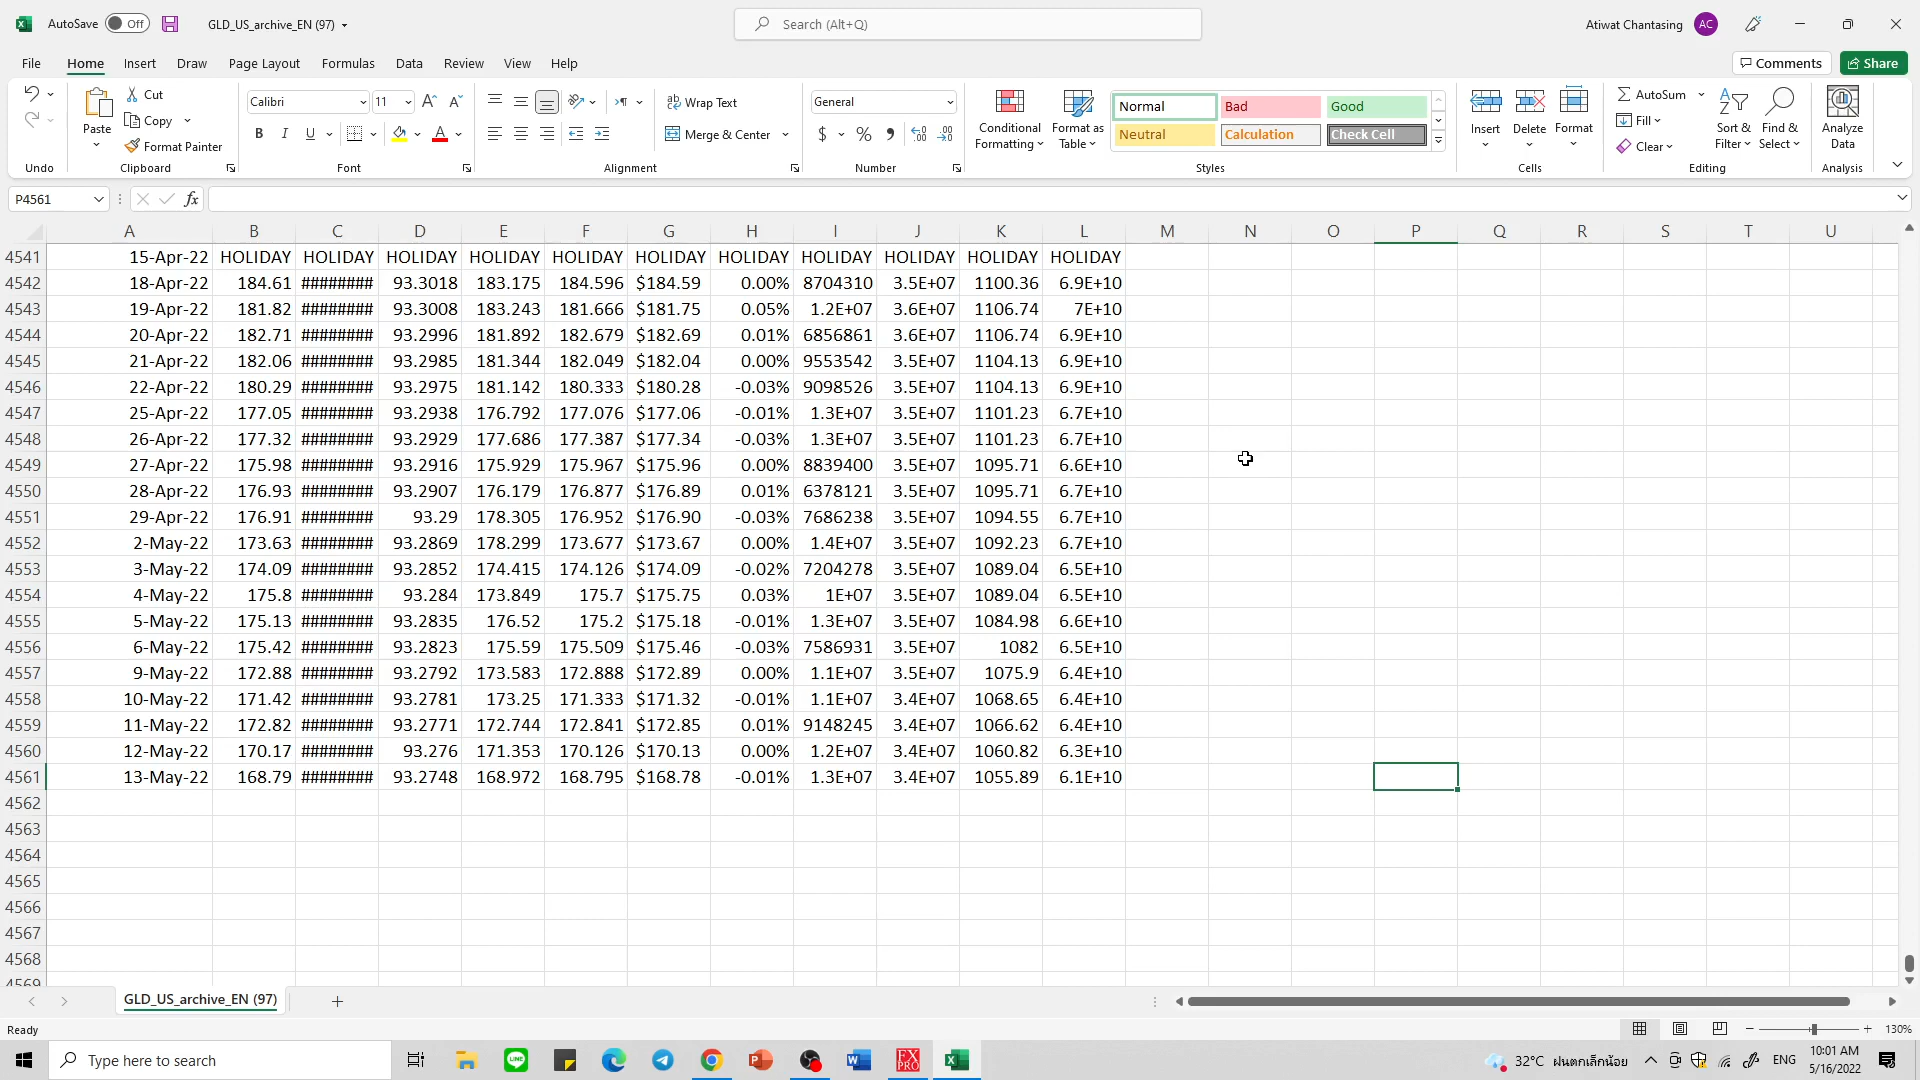 AutoSave Off GLD_US_archive_EN (97) Search (Alt+Q) Atiwat Chantasing AC
File Home Insert Draw Page Layout Formulas Data Review View Help Comments Share
Undo
Paste Cut Copy Format Painter Clipboard
Calibri 11 B I U A Font
Wrap Text Merge & Center Alignment
General $ % Number
Conditional Formatting Format as Table
Normal Bad Good
Neutral Calculation Check Cell
Styles
Insert Delete Format Cells
AutoSum Fill Clear Sort & Filter Find & Select Editing
Analyze Data Analysis
P4561 fx
A B C D E F G H I J K L M N O P Q R S T U
4541 15-Apr-22 HOLIDAY HOLIDAY HOLIDAY HOLIDAY HOLIDAY HOLIDAY HOLIDAY HOLIDAY HOLIDAY HOLIDAY HOLIDAY
4542 18-Apr-22 184.61 ######## 93.3018 183.175 184.596 $184.59 0.00% 8704310 3.5E+07 1100.36 6.9E+10
4543 19-Apr-22 181.82 ######## 93.3008 183.243 181.666 $181.75 0.05% 1.2E+07 3.6E+07 1106.74 7E+10
4544 20-Apr-22 182.71 ######## 93.2996 181.892 182.679 $182.69 0.01% 6856861 3.6E+07 1106.74 6.9E+10
4545 21-Apr-22 182.06 ######## 93.2985 181.344 182.049 $182.04 0.00% 9553542 3.5E+07 1104.13 6.9E+10
4546 22-Apr-22 180.29 ######## 93.2975 181.142 180.333 $180.28 -0.03% 9098526 3.5E+07 1104.13 6.9E+10
4547 25-Apr-22 177.05 ######## 93.2938 176.792 177.076 $177.06 -0.01% 1.3E+07 3.5E+07 1101.23 6.7E+10
4548 26-Apr-22 177.32 ######## 93.2929 177.686 177.387 $177.34 -0.03% 1.3E+07 3.5E+07 1101.23 6.7E+10
4549 27-Apr-22 175.98 ######## 93.2916 175.929 175.967 $175.96 0.00% 8839400 3.5E+07 1095.71 6.6E+10
4550 28-Apr-22 176.93 ######## 93.2907 176.179 176.877 $176.89 0.01% 6378121 3.5E+07 1095.71 6.7E+10
4551 29-Apr-22 176.91 ######## 93.29 178.305 176.952 $176.90 -0.03% 7686238 3.5E+07 1094.55 6.7E+10
4552 2-May-22 173.63 ######## 93.2869 178.299 173.677 $173.67 0.00% 1.4E+07 3.5E+07 1092.23 6.7E+10
4553 3-May-22 174.09 ######## 93.2852 174.415 174.126 $174.09 -0.02% 7204278 3.5E+07 1089.04 6.5E+10
4554 4-May-22 175.8 ######## 93.284 173.849 175.7 $175.75 0.03% 1E+07 3.5E+07 1089.04 6.5E+10
4555 5-May-22 175.13 ######## 93.2835 176.52 175.2 $175.18 -0.01% 1.3E+07 3.5E+07 1084.98 6.6E+10
4556 6-May-22 175.42 ######## 93.2823 175.59 175.509 $175.46 -0.03% 7586931 3.5E+07 1082 6.5E+10
4557 9-May-22 172.88 ######## 93.2792 173.583 172.888 $172.89 0.00% 1.1E+07 3.5E+07 1075.9 6.4E+10
4558 10-May-22 171.42 ######## 93.2781 173.25 171.333 $171.32 -0.01% 1.1E+07 3.4E+07 1068.65 6.4E+10
4559 11-May-22 172.82 ######## 93.2771 172.744 172.841 $172.85 0.01% 9148245 3.4E+07 1066.62 6.4E+10
4560 12-May-22 170.17 ######## 93.276 171.353 170.126 $170.13 0.00% 1.2E+07 3.4E+07 1060.82 6.3E+10
4561 13-May-22 168.79 ######## 93.2748 168.972 168.795 $168.78 -0.01% 1.3E+07 3.4E+07 1055.89 6.1E+10
4562
4563
4564
4565
4566
4567
4568
4569
GLD_US_archive_EN (97)
Ready 130%
Type here to search FX PRO 32°C ฝนตกเล็กน้อย ENG 10:01 AM
5/16/2022